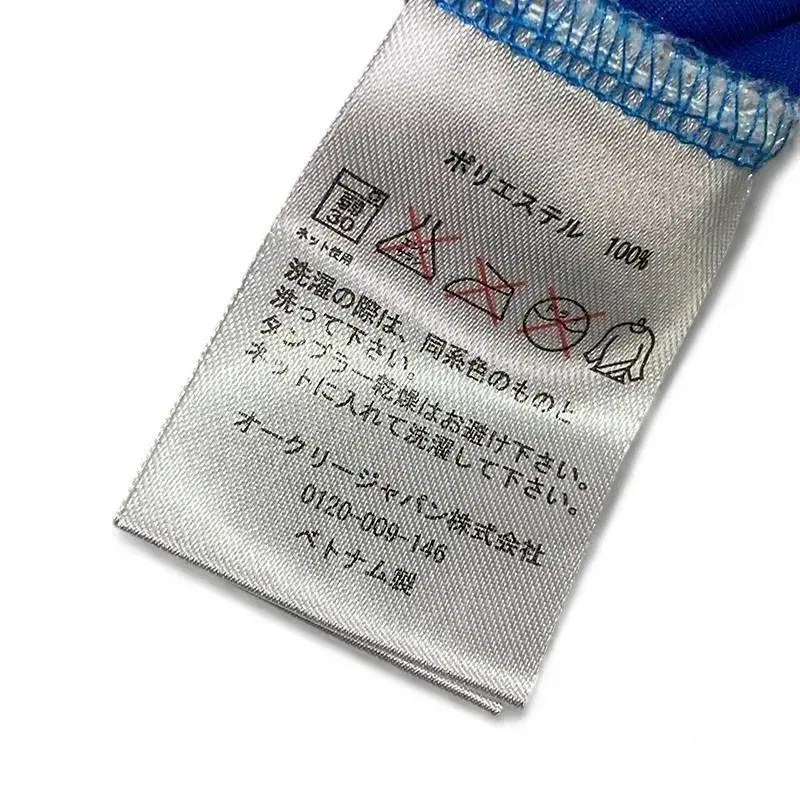 ポリエステル 100%
弱
30
ネット使用
洗濯の際は、同系色のものと
洗って下さい。
タンブラー乾燥はお避け下さい。
ネットに入れて洗濯して下さい。
オークリージャパン株式会社
0120-009-146
ベトナム製